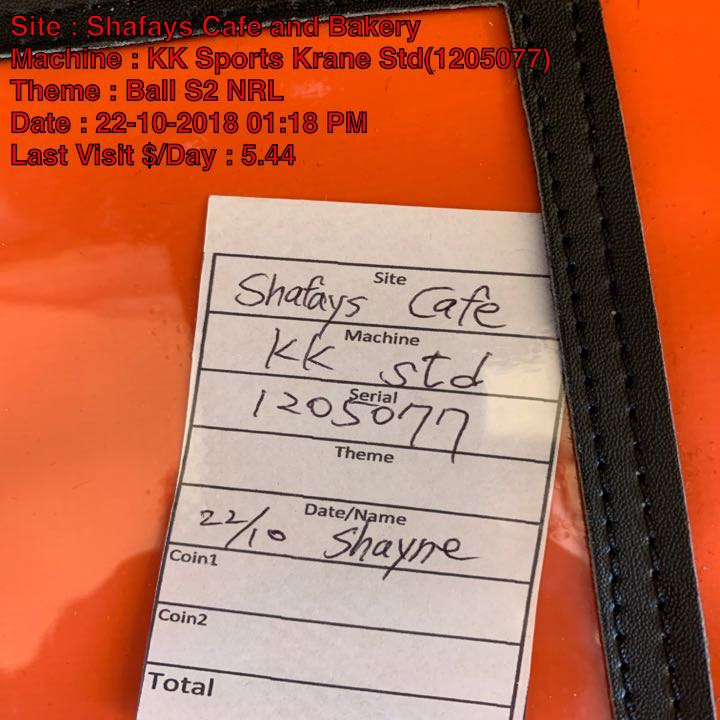 Site : Shafays Cafe and Bakery
Machine : KK Sports Krane Std(1205077)
Theme : Ball S2 NRL
Date : 22-10-2018 01:18 PM
Last Visit $/Day : 5.44
Site
Shafays Cafe
Machine
KK std
Serial
1205077
Theme
Date/Name
22/10 Shayne
Coin1
Coin2
Total